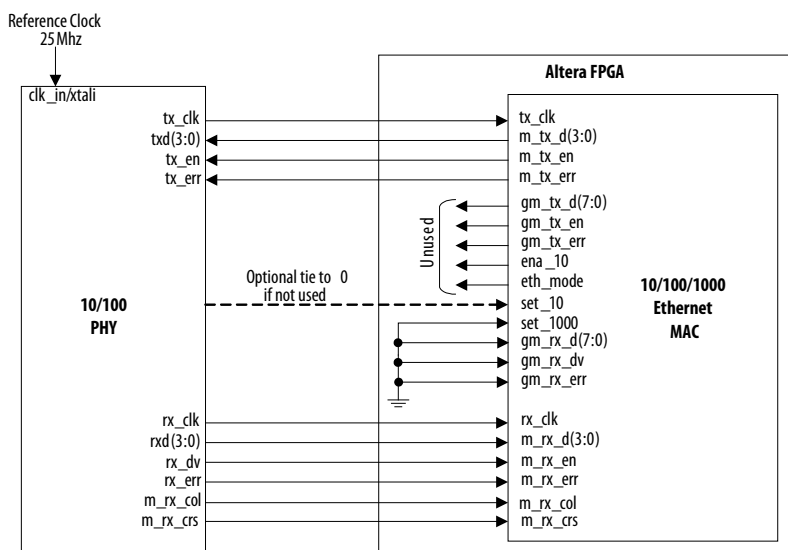 Reference Clock
25 Mhz
clk_in/xtali
Altera FPGA
tx_clk
txd(3:0)
tx_en
tx_err
tx_clk
m_tx_d(3:0)
m_tx_en
m_tx_err
Unused
gm_tx_d(7:0)
gm_tx_en
gm_tx_err
ena_10
eth_mode
Optional tie to 0
if not used
set_10
set_1000
gm_rx_d(7:0)
gm_rx_dv
gm_rx_err
10/100
PHY
10/100/1000
Ethernet
MAC
rx_clk
rxd(3:0)
rx_dv
rx_err
m_rx_col
m_rx_crs
rx_clk
m_rx_d(3:0)
m_rx_en
m_rx_err
m_rx_col
m_rx_crs